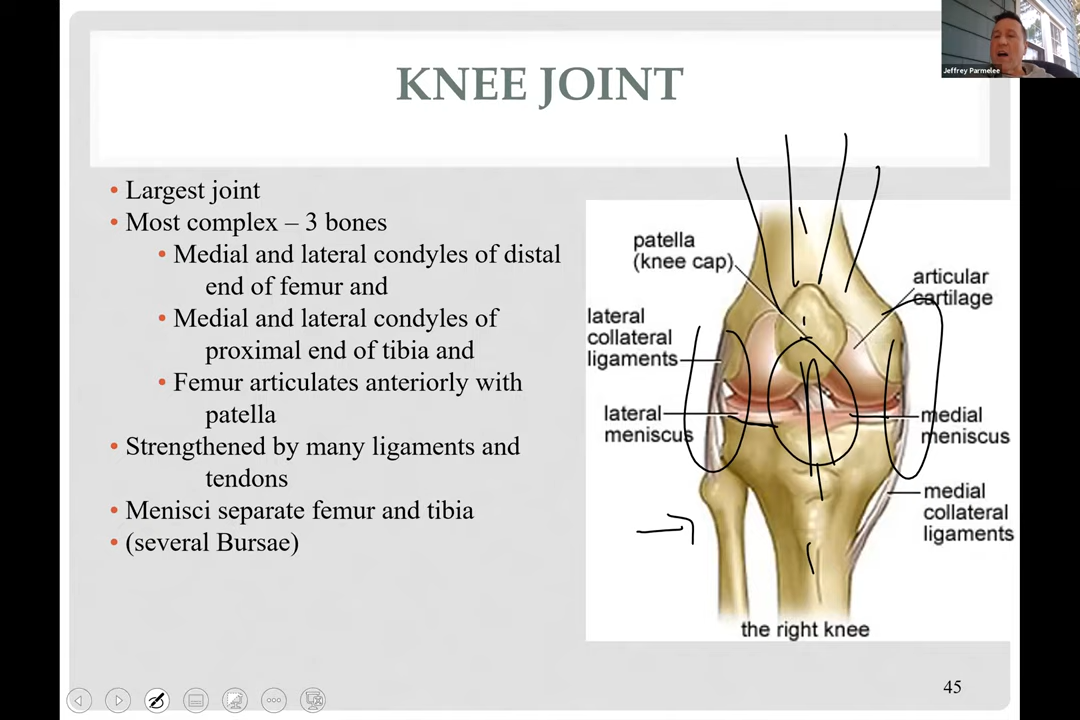 Jeffrey Parmelee
KNEE JOINT
• Largest joint
• Most complex – 3 bones
• Medial and lateral condyles of distal
end of femur and
• Medial and lateral condyles of
proximal end of tibia and
• Femur articulates anteriorly with
patella
• Strengthened by many ligaments and
tendons
• Menisci separate femur and tibia
• (several Bursae)
patella
(knee cap)
articular
cartilage
lateral
collateral
ligaments
lateral
meniscus
medial
meniscus
medial
collateral
ligaments
the right knee
45